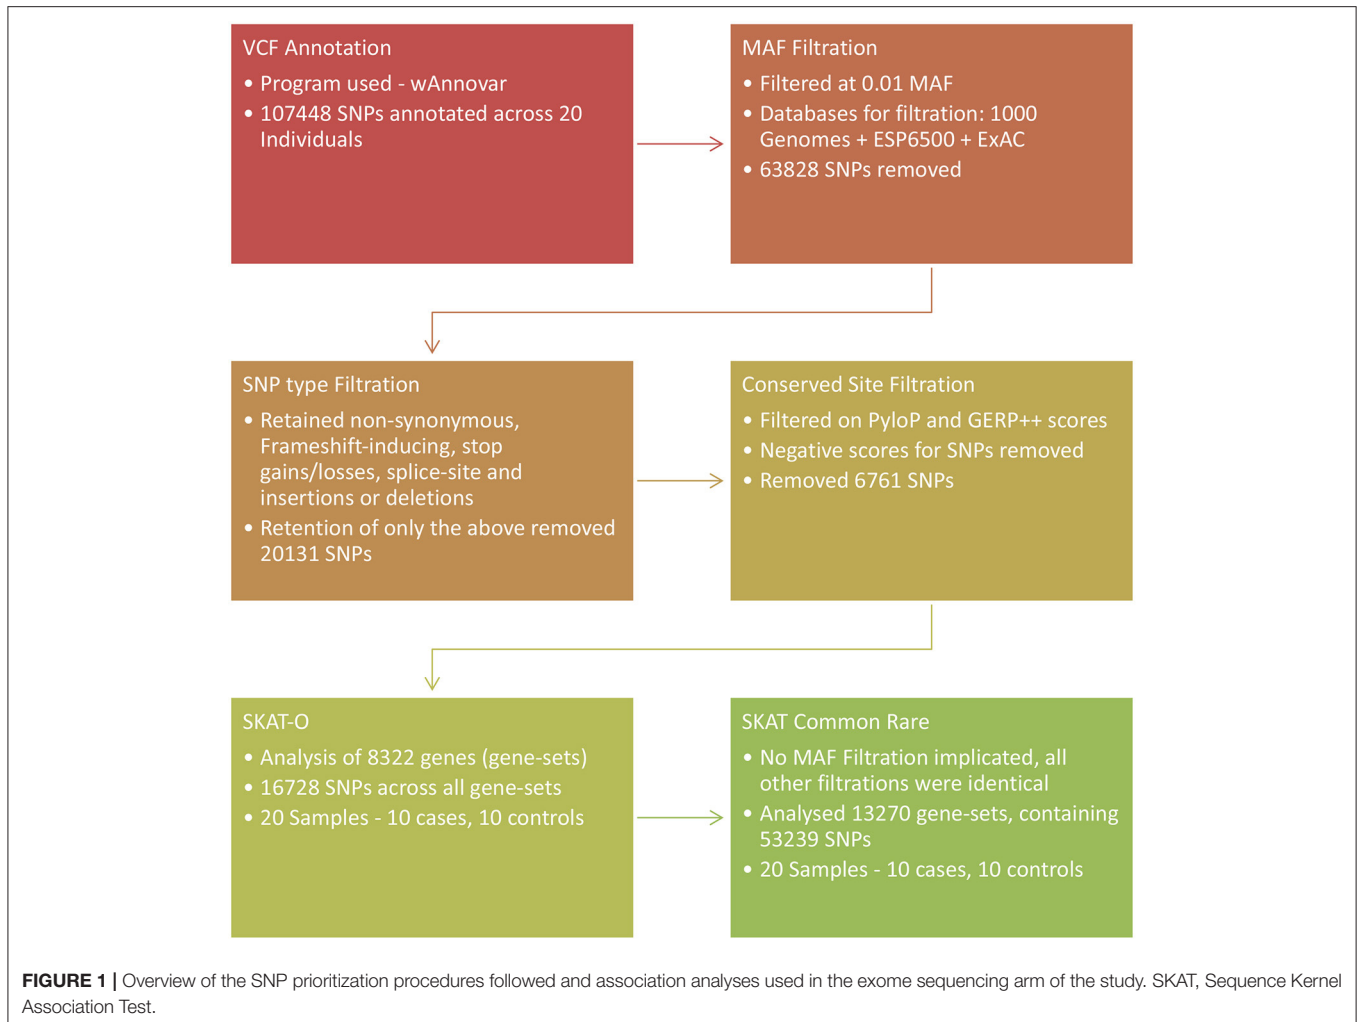 VCF Annotation
• Program used - wAnnovar
• 107448 SNPs annotated across 20
Individuals
MAF Filtration
• Filtered at 0.01 MAF
• Databases for filtration: 1000
Genomes + ESP6500 + ExAC
• 63828 SNPs removed
SNP type Filtration
• Retained non-synonymous,
Frameshift-inducing, stop
gains/losses, splice-site and
insertions or deletions
• Retention of only the above removed
20131 SNPs
Conserved Site Filtration
• Filtered on PyloP and GERP++ scores
• Negative scores for SNPs removed
• Removed 6761 SNPs
SKAT-O
• Analysis of 8322 genes (gene-sets)
• 16728 SNPs across all gene-sets
• 20 Samples - 10 cases, 10 controls
SKAT Common Rare
• No MAF Filtration implicated, all
other filtrations were identical
• Analysed 13270 gene-sets, containing
53239 SNPs
• 20 Samples - 10 cases, 10 controls
FIGURE 1 | Overview of the SNP prioritization procedures followed and association analyses used in the exome sequencing arm of the study. SKAT, Sequence Kernel
Association Test.